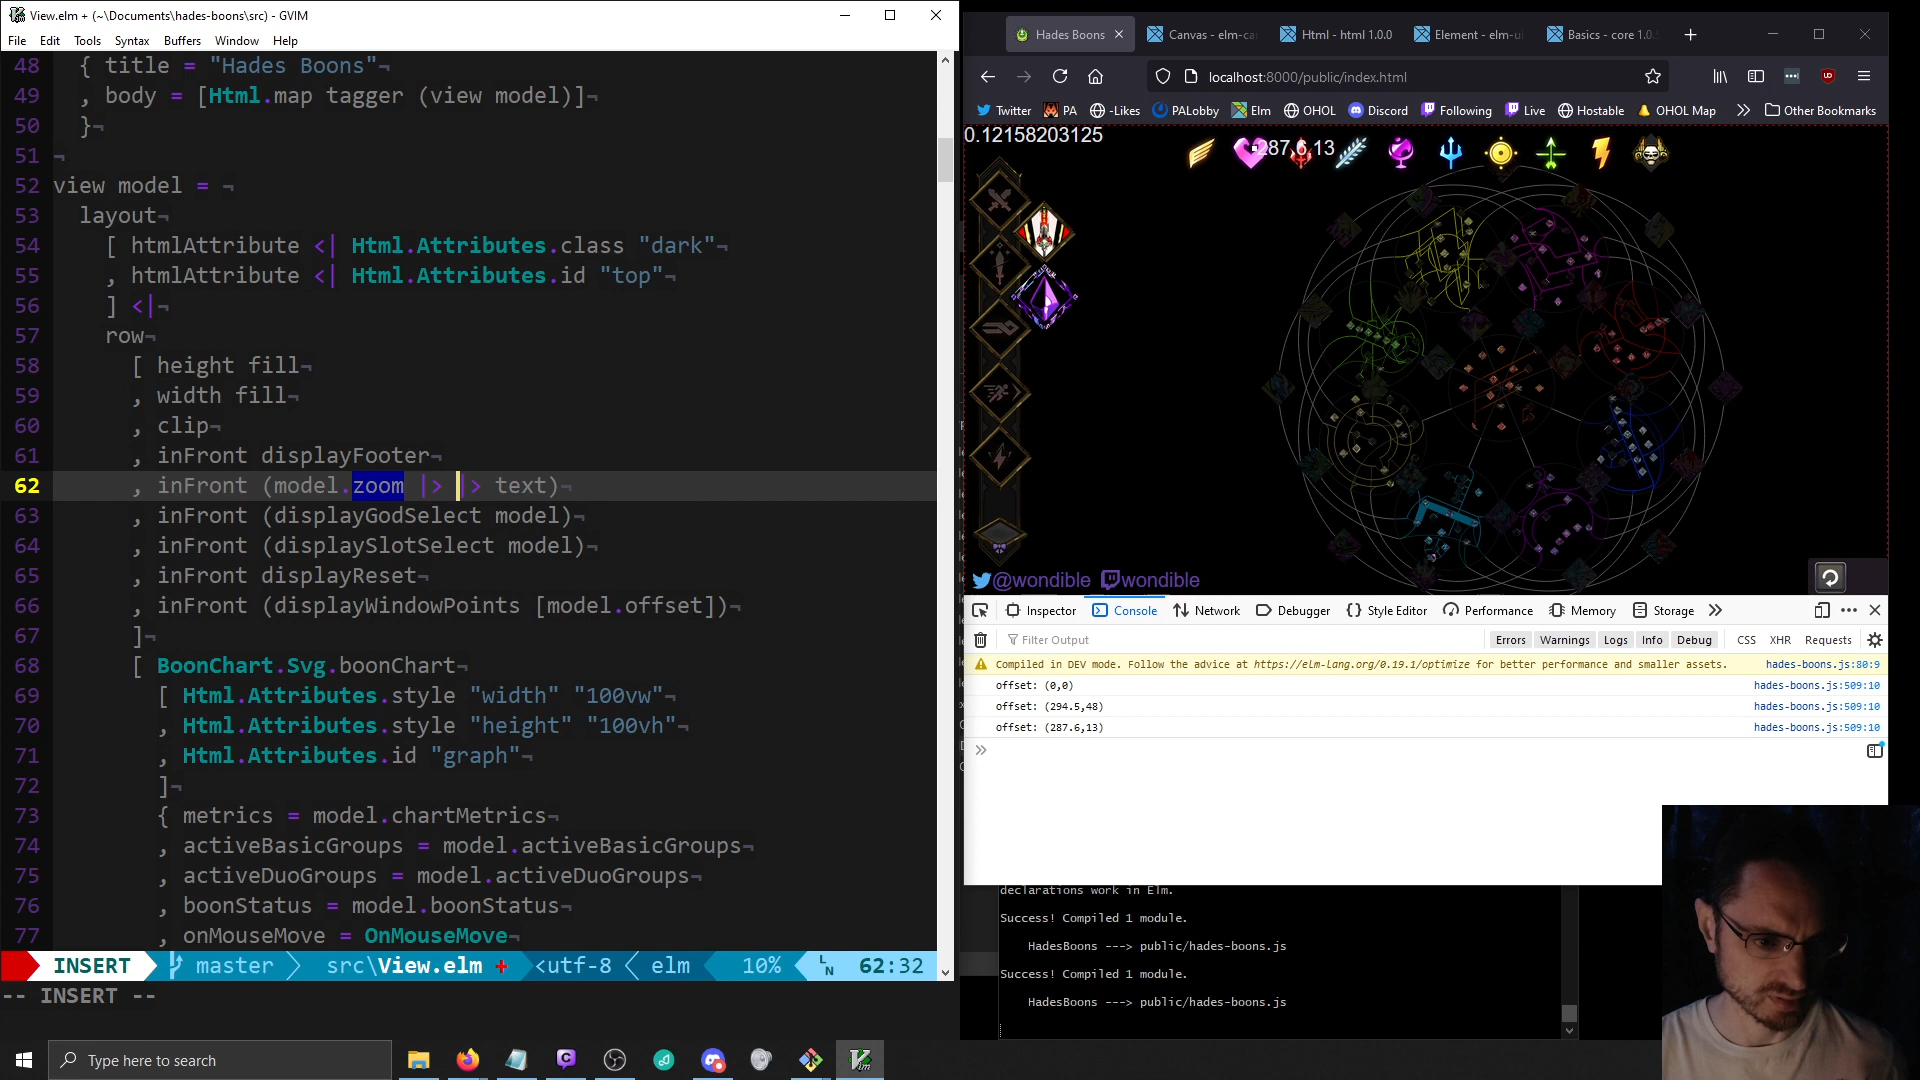 View.elm + (~\Documents\hades-boons\src) - GVIM
File Edit Tools Syntax Buffers Window Help
48 { title = "Hades Boons"¬
49 , body = [Html.map tagger (view model)]¬
50 }¬
51 ¬
52 view model = ¬
53 layout¬
54 [ htmlAttribute <| Html.Attributes.class "dark"¬
55 , htmlAttribute <| Html.Attributes.id "top"¬
56 ] <|¬
57 row¬
58 [ height fill¬
59 , width fill¬
60 , clip¬
61 , inFront displayFooter¬
62 , inFront (model.zoom |> |> text)¬
63 , inFront (displayGodSelect model)¬
64 , inFront (displaySlotSelect model)¬
65 , inFront displayReset¬
66 , inFront (displayWindowPoints [model.offset])¬
67 ]¬
68 [ BoonChart.Svg.boonChart¬
69 [ Html.Attributes.style "width" "100vw"¬
70 , Html.Attributes.style "height" "100vh"¬
71 , Html.Attributes.id "graph"¬
72 ]¬
73 { metrics = model.chartMetrics¬
74 , activeBasicGroups = model.activeBasicGroups¬
75 , activeDuoGroups = model.activeDuoGroups¬
76 , boonStatus = model.boonStatus¬
77 , onMouseMove = OnMouseMove¬
INSERT master src\View.elm + <utf-8 elm 10% LN 62:32
-- INSERT --
Hades Boons
Canvas - elm-ca
Html - html 1.0.0
Element - elm-u
Basics - core 1.0.
localhost:8000/public/index.html
Twitter PA -Likes PALobby Elm OHOL Discord Following Live Hostable OHOL Map Other Bookmarks
0.12158203125
287.6,13
@wondible wondible
Inspector Console Network Debugger Style Editor Performance Memory Storage
Filter Output
Errors Warnings Logs Info Debug CSS XHR Requests
Compiled in DEV mode. Follow the advice at https://elm-lang.org/0.19.1/optimize for better performance and smaller assets. hades-boons.js:80:9
offset: (0,0) hades-boons.js:509:10
offset: (294.5,48) hades-boons.js:509:10
offset: (287.6,13) hades-boons.js:509:10
declarations work in Elm.
Success! Compiled 1 module.
HadesBoons ---> public/hades-boons.js
Success! Compiled 1 module.
HadesBoons ---> public/hades-boons.js
Type here to search